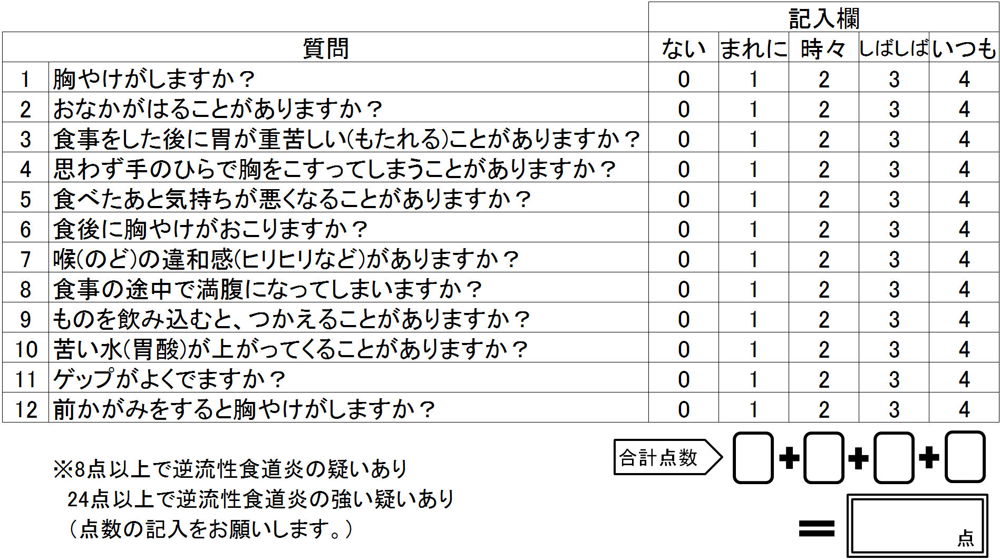 記入欄
質問 ない まれに 時々 しばしば いつも
1 胸やけがしますか？ 0 1 2 3 4
2 おなかがはることがありますか？ 0 1 2 3 4
3 食事をした後に胃が重苦しい(もたれる)ことがありますか？ 0 1 2 3 4
4 思わず手のひらで胸をこすってしまうことがありますか？ 0 1 2 3 4
5 食べたあと気持ちが悪くなることがありますか？ 0 1 2 3 4
6 食後に胸やけがおこりますか？ 0 1 2 3 4
7 喉(のど)の違和感(ヒリヒリなど)がありますか？ 0 1 2 3 4
8 食事の途中で満腹になってしまいますか？ 0 1 2 3 4
9 ものを飲み込むと、つかえることがありますか？ 0 1 2 3 4
10 苦い水(胃酸)が上がってくることがありますか？ 0 1 2 3 4
11 ゲップがよくでますか？ 0 1 2 3 4
12 前かがみをすると胸やけがしますか？ 0 1 2 3 4
合計点数 + + +
= 点
※8点以上で逆流性食道炎の疑いあり
24点以上で逆流性食道炎の強い疑いあり
（点数の記入をお願いします。）